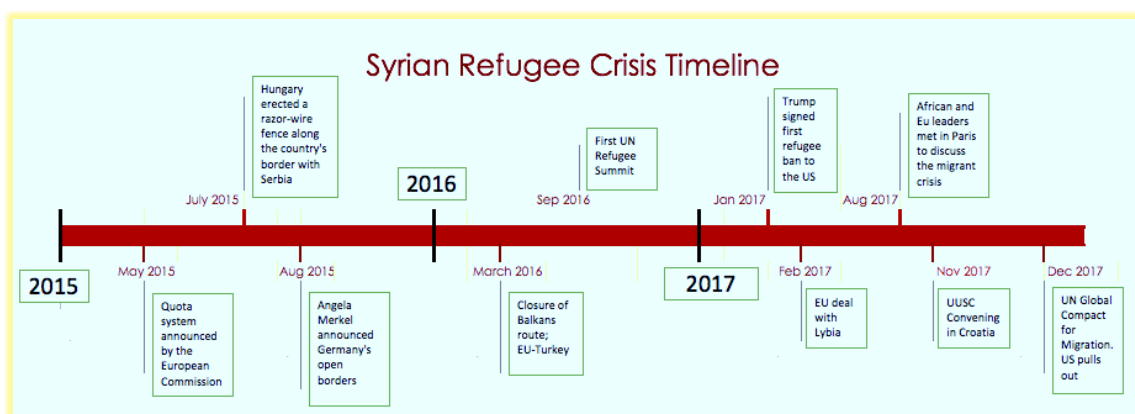 Syrian Refugee Crisis Timeline
2015
May 2015
Quota
system
announced
by the
European
Commission
July 2015
Hungary
erected a
razor-wire
fence along
the country's
border with
Serbia
Aug 2015
Angela
Merkel
announced
Germany's
open
borders
2016
March 2016
Closure of
Balkans
route;
EU-Turkey
Sep 2016
First UN
Refugee
Summit
2017
Jan 2017
Trump
signed
first
refugee
ban to
the US
Feb 2017
EU deal
with
Lybia
Aug 2017
African and
Eu leaders
met in Paris
to discuss
the migrant
crisis
Nov 2017
UUSC
Convening
in Croatia
Dec 2017
UN Global
Compact
for
Migration.
US pulls
out